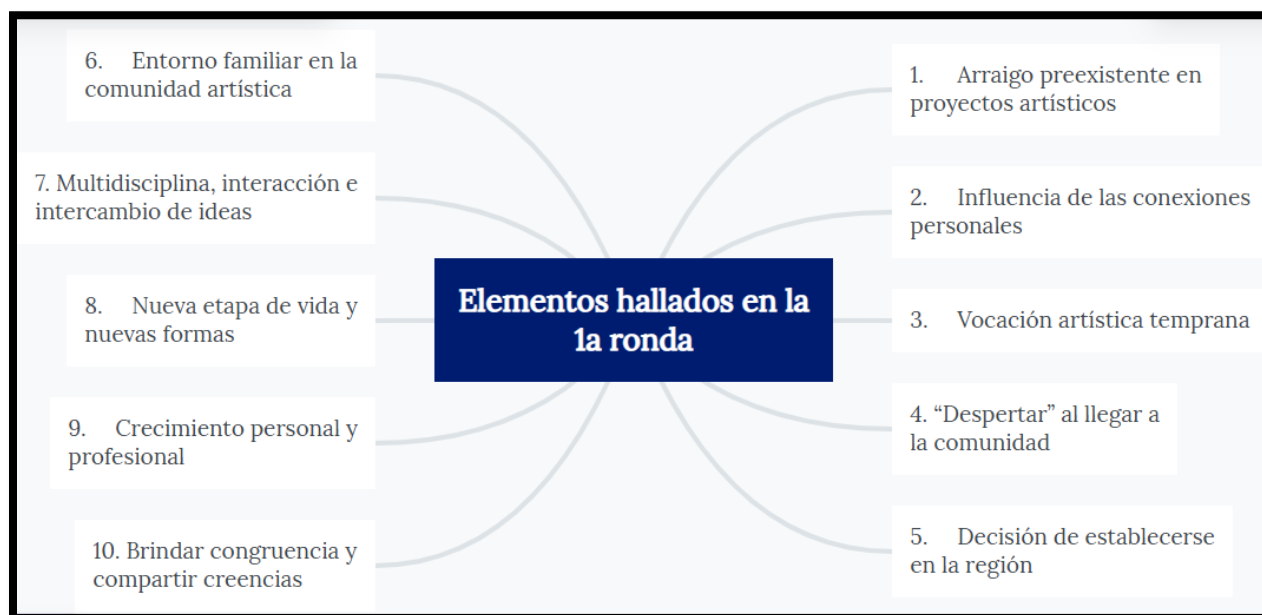 Elementos hallados en la
1a ronda
1. Arraigo preexistente en
proyectos artísticos
2. Influencia de las conexiones
personales
3. Vocación artística temprana
4. “Despertar” al llegar a
la comunidad
5. Decisión de establecerse
en la región
6. Entorno familiar en la
comunidad artística
7. Multidisciplina, interacción e
intercambio de ideas
8. Nueva etapa de vida y
nuevas formas
9. Crecimiento personal y
profesional
10. Brindar congruencia y
compartir creencias